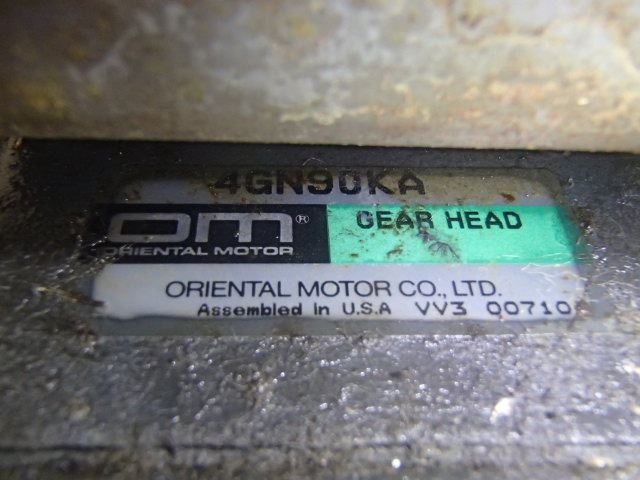 4GN90KA
om®
ORIENTAL MOTOR
GEAR HEAD
ORIENTAL MOTOR CO., LTD.
Assembled in U.S.A VV3 00710